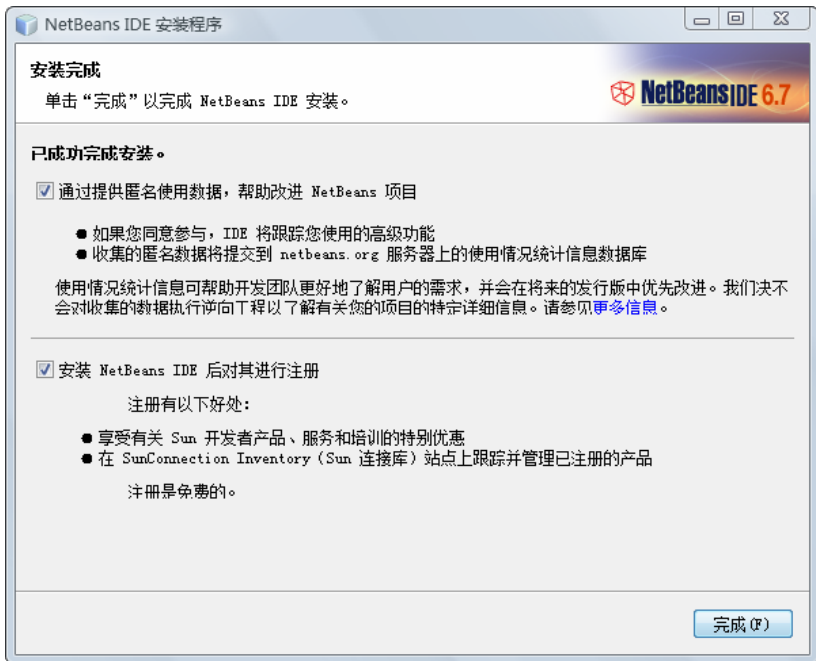 NetBeans IDE 安装程序
安装完成
单击“完成”以完成 NetBeans IDE 安装。
NetBeans IDE 6.7
已成功完成安装。
通过提供匿名使用数据，帮助改进 NetBeans 项目
● 如果您同意参与，IDE 将跟踪您使用的高级功能
● 收集的匿名数据将提交到 netbeans.org 服务器上的使用情况统计信息数据库
使用情况统计信息可帮助开发团队更好地了解用户的需求，并会在将来的发行版中优先改进。我们决不
会对收集的数据执行逆向工程以了解有关您的项目的特定详细信息。请参见更多信息。
安装 NetBeans IDE 后对其进行注册
注册有以下好处：
● 享受有关 Sun 开发者产品、服务和培训的特别优惠
● 在 SunConnection Inventory（Sun 连接库）站点上跟踪并管理已注册的产品
注册是免费的。
完成(F)